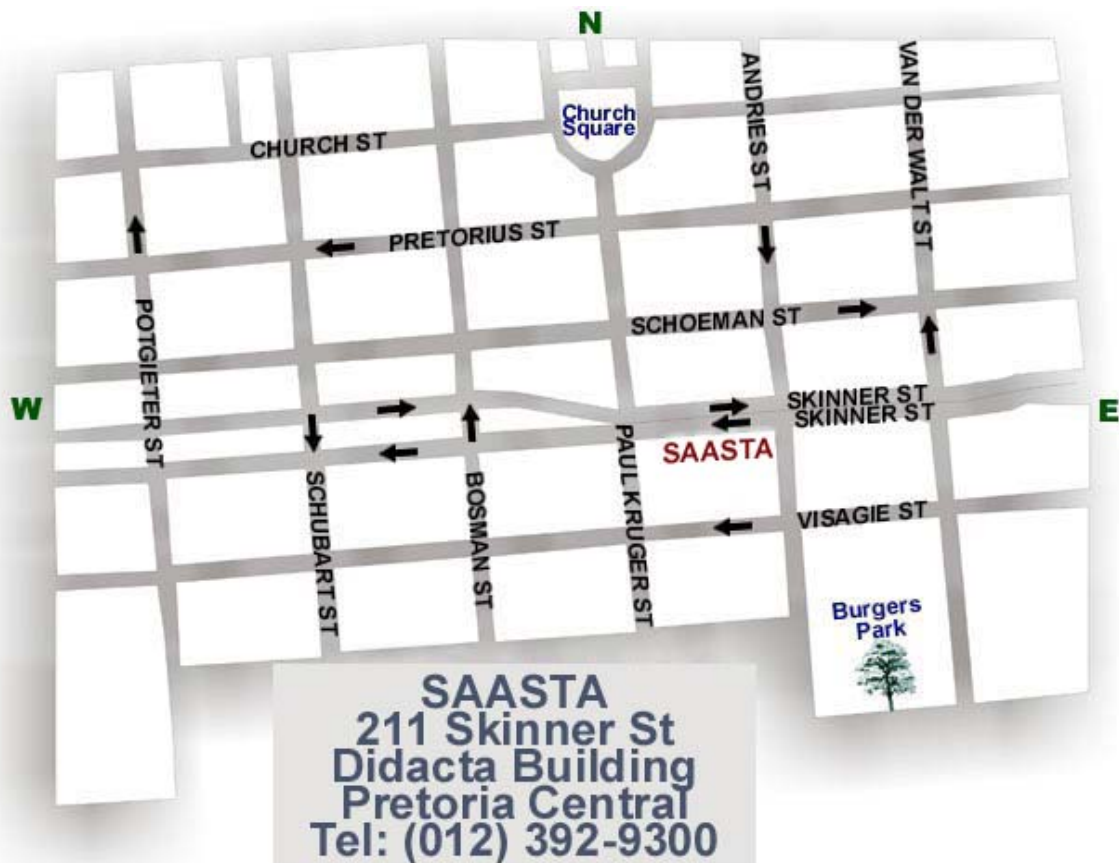 N
Church
Square
ANDRIES ST
VAN DER WALT ST
CHURCH ST
PRETORIUS ST
POTGIETER ST
SCHOEMAN ST
W
SKINNER ST
SKINNER ST
E
SAASTA
SCHUBART ST
BOSMAN ST
PAUL KRUGER ST
VISAGIE ST
Burgers
Park
SAASTA
211 Skinner St
Didacta Building
Pretoria Central
Tel: (012) 392-9300